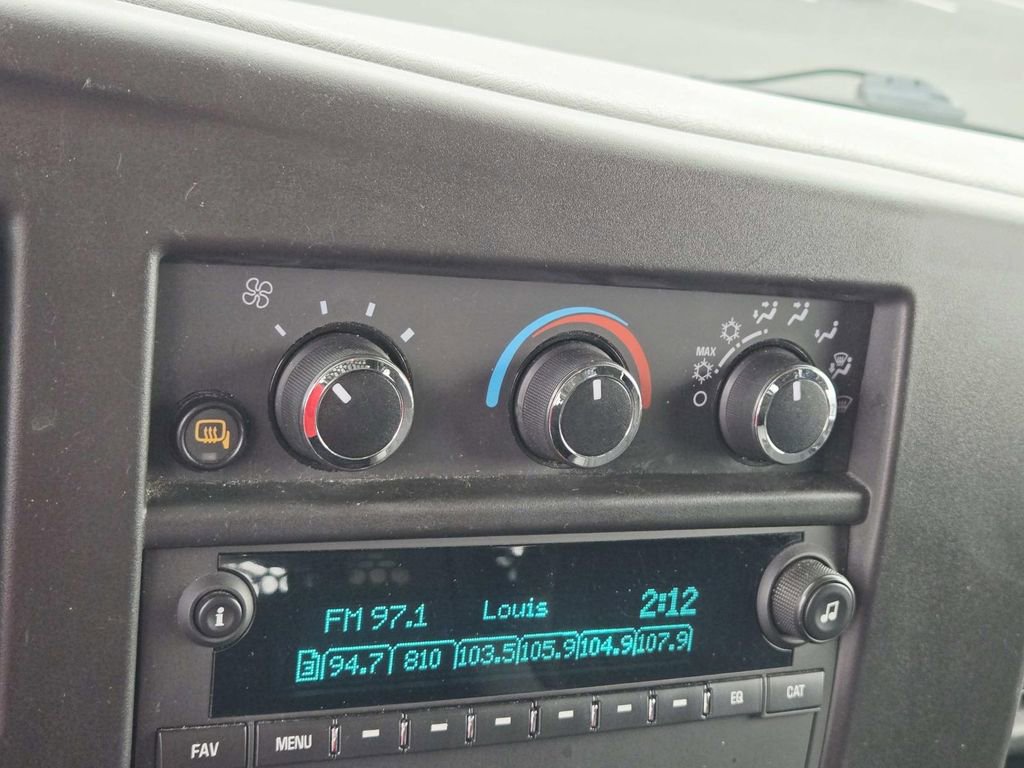 MAX
FM 97.1 Louis 2:12
94.7 810 103.5 105.9 104.9 107.9
FAV MENU EQ CAT